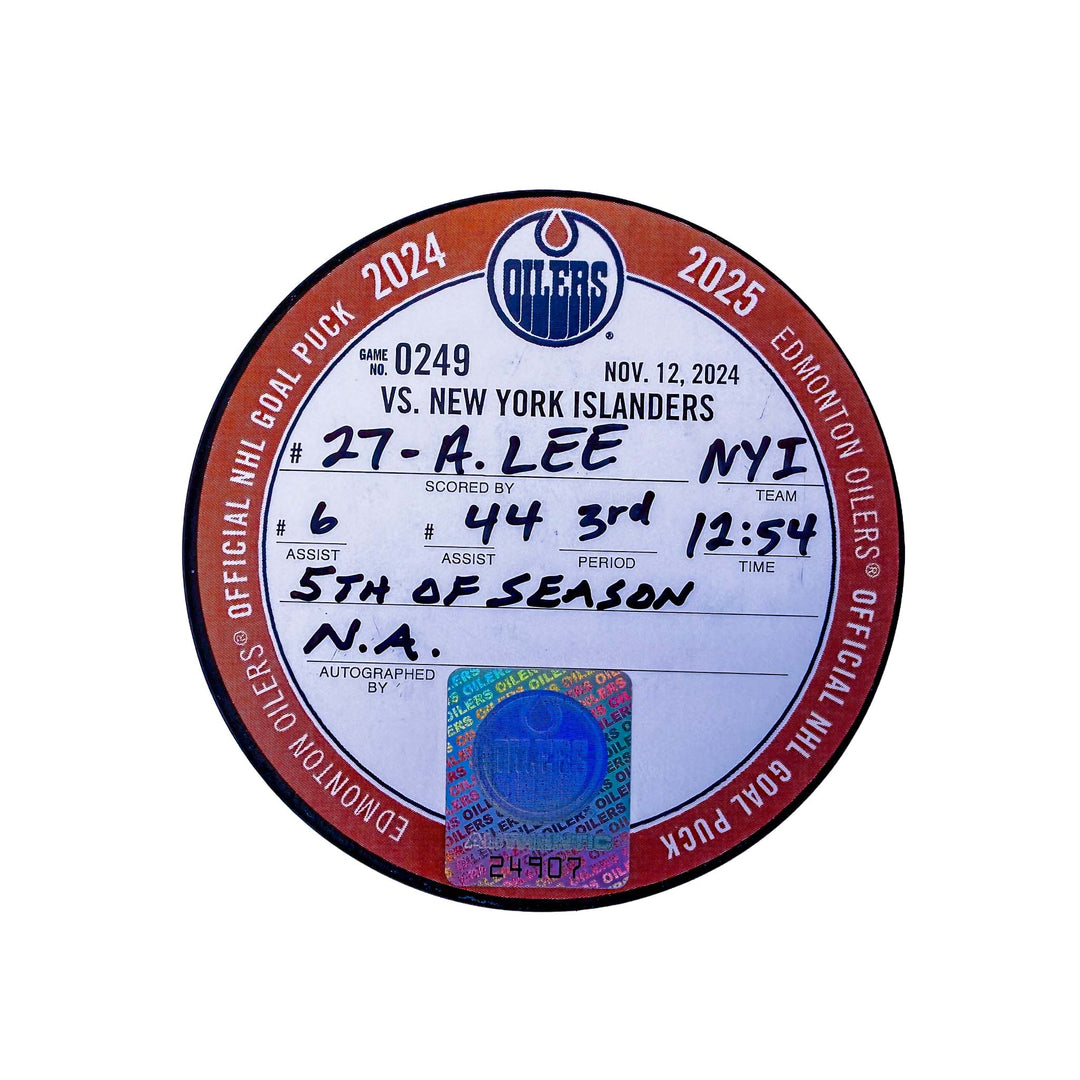 2024 2025
EDMONTON OILERS® OFFICIAL NHL GOAL PUCK
EDMONTON OILERS® OFFICIAL NHL GOAL PUCK
OILERS®
GAME NO. 0249 NOV. 12, 2024
VS. NEW YORK ISLANDERS
# 27-A. LEE NYI
SCORED BY TEAM
# 6 # 44 3rd 12:54
ASSIST ASSIST PERIOD TIME
5TH OF SEASON
N.A.
AUTOGRAPHED BY
OILERS
AUTHENTIC
24907